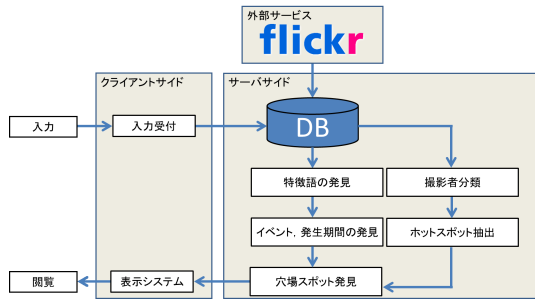 外部サービス
flickr
クライアントサイド
サーバサイド
入力
入力受付
DB
特徴語の発見
撮影者分類
イベント，発生期間の発見
ホットスポット抽出
閲覧
表示システム
穴場スポット発見